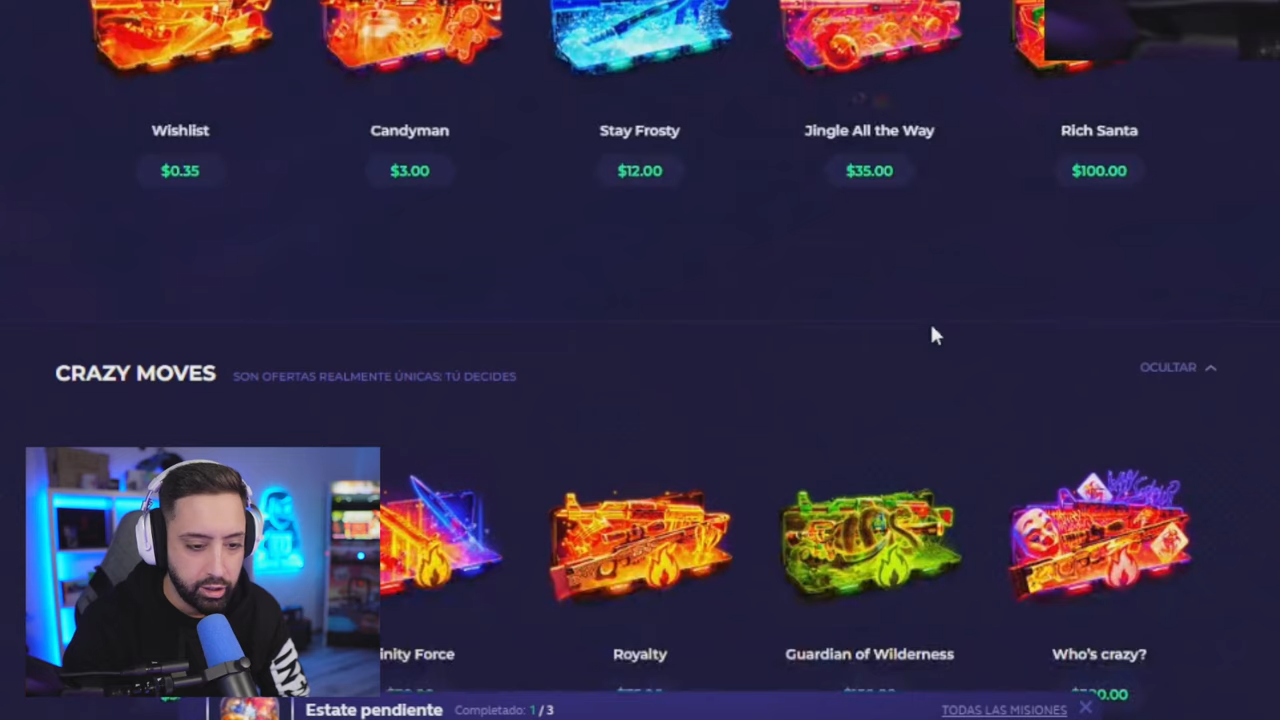 Wishlist
Candyman
Stay Frosty
Jingle All the Way
Rich Santa
$0.35
$3.00
$12.00
$35.00
$100.00
CRAZY MOVES
SON OFERTAS REALMENTE ÚNICAS: TÚ DECIDES
OCULTAR
inity Force
Royalty
Guardian of Wilderness
Who's crazy?
Estate pendiente
Completado: 1 / 3
TODAS LAS MISIONES